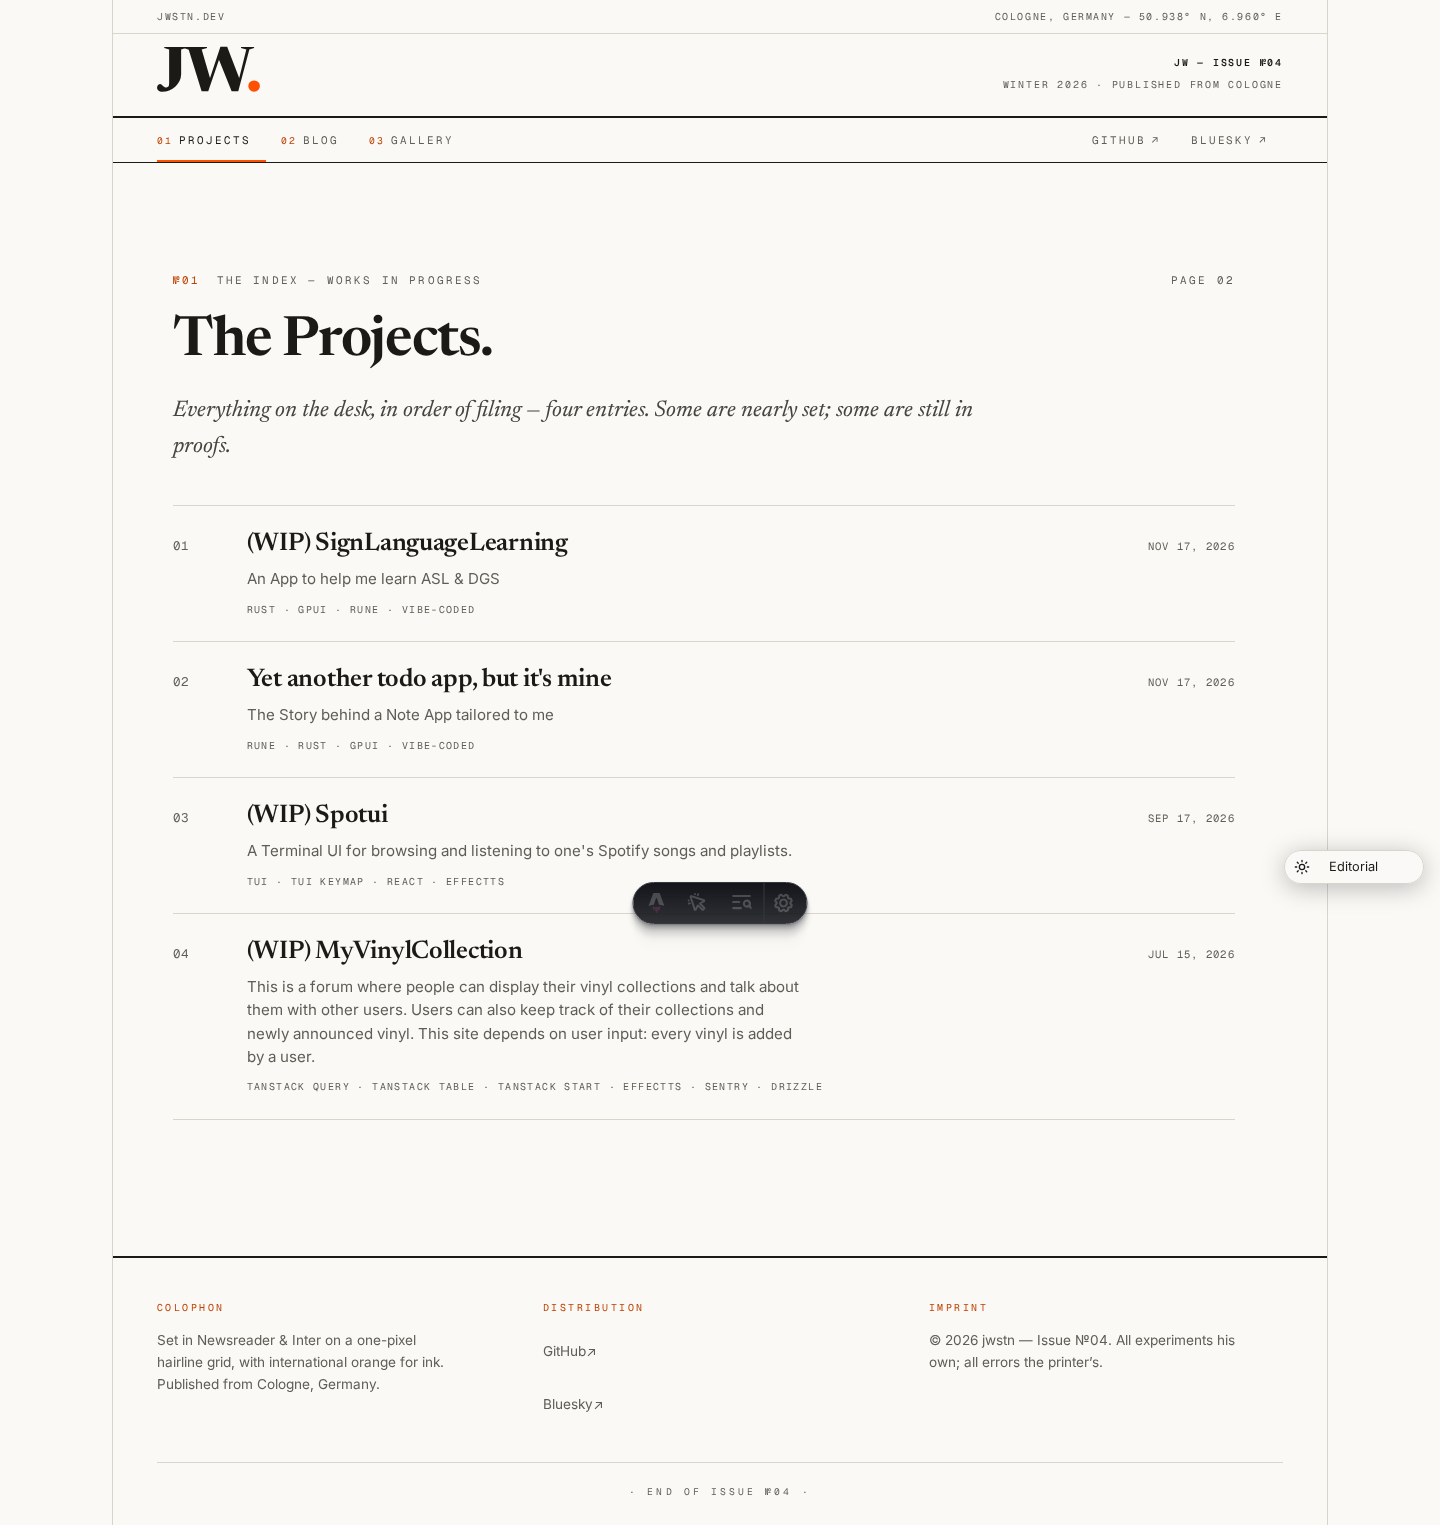 JWSTN.DEV
COLOGNE, GERMANY — 50.938° N, 6.960° E
JW.
JW — ISSUE №04
WINTER 2026 · PUBLISHED FROM COLOGNE
01 PROJECTS 02 BLOG 03 GALLERY
GITHUB ↗ BLUESKY ↗
№01 THE INDEX — WORKS IN PROGRESS
PAGE 02
The Projects.
Everything on the desk, in order of filing — four entries. Some are nearly set; some are still in
proofs.
01
(WIP) SignLanguageLearning
NOV 17, 2026
An App to help me learn ASL & DGS
RUST · GPUI · RUNE · VIBE-CODED
02
Yet another todo app, but it's mine
NOV 17, 2026
The Story behind a Note App tailored to me
RUNE · RUST · GPUI · VIBE-CODED
03
(WIP) Spotui
SEP 17, 2026
A Terminal UI for browsing and listening to one's Spotify songs and playlists.
TUI · TUI KEYMAP · REACT · EFFECTTS
Editorial
04
(WIP) MyVinylCollection
JUL 15, 2026
This is a forum where people can display their vinyl collections and talk about
them with other users. Users can also keep track of their collections and
newly announced vinyl. This site depends on user input: every vinyl is added
by a user.
TANSTACK QUERY · TANSTACK TABLE · TANSTACK START · EFFECTTS · SENTRY · DRIZZLE
COLOPHON
Set in Newsreader & Inter on a one-pixel
hairline grid, with international orange for ink.
Published from Cologne, Germany.
DISTRIBUTION
GitHub↗
Bluesky↗
IMPRINT
© 2026 jwstn — Issue №04. All experiments his
own; all errors the printer’s.
· END OF ISSUE №04 ·